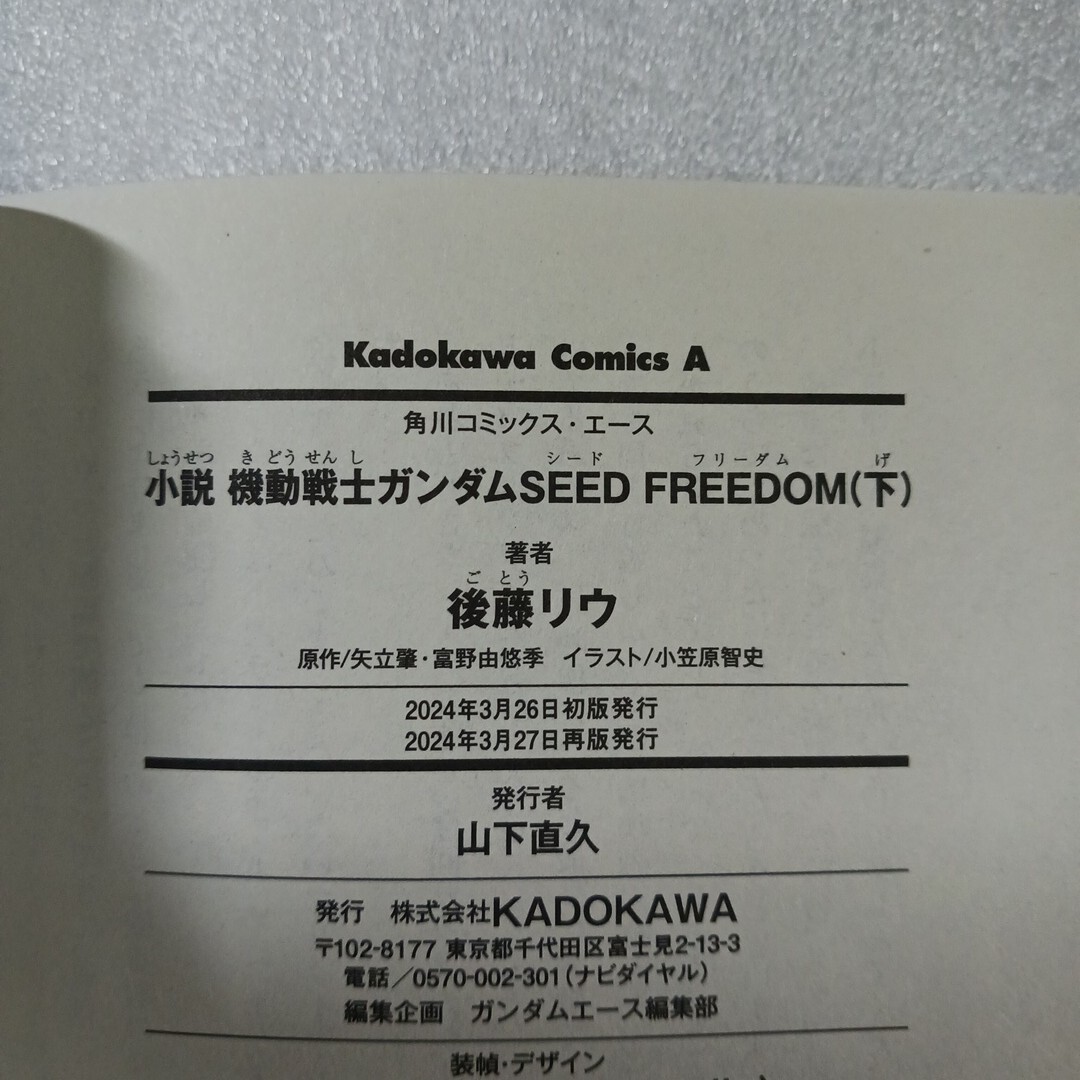 Kadokawa Comics A
角川コミックス・エース
しょうせつ きどうせんし シード フリーダム げ
小説 機動戦士ガンダムSEED FREEDOM(下)
著者
ごとう
後藤リウ
原作/矢立肇・富野由悠季 イラスト/小笠原智史
2024年3月26日初版発行
2024年3月27日再版発行
発行者
山下直久
発行 株式会社KADOKAWA
〒102-8177 東京都千代田区富士見2-13-3
電話/0570-002-301(ナビダイヤル)
編集企画 ガンダムエース編集部
装幀・デザイン